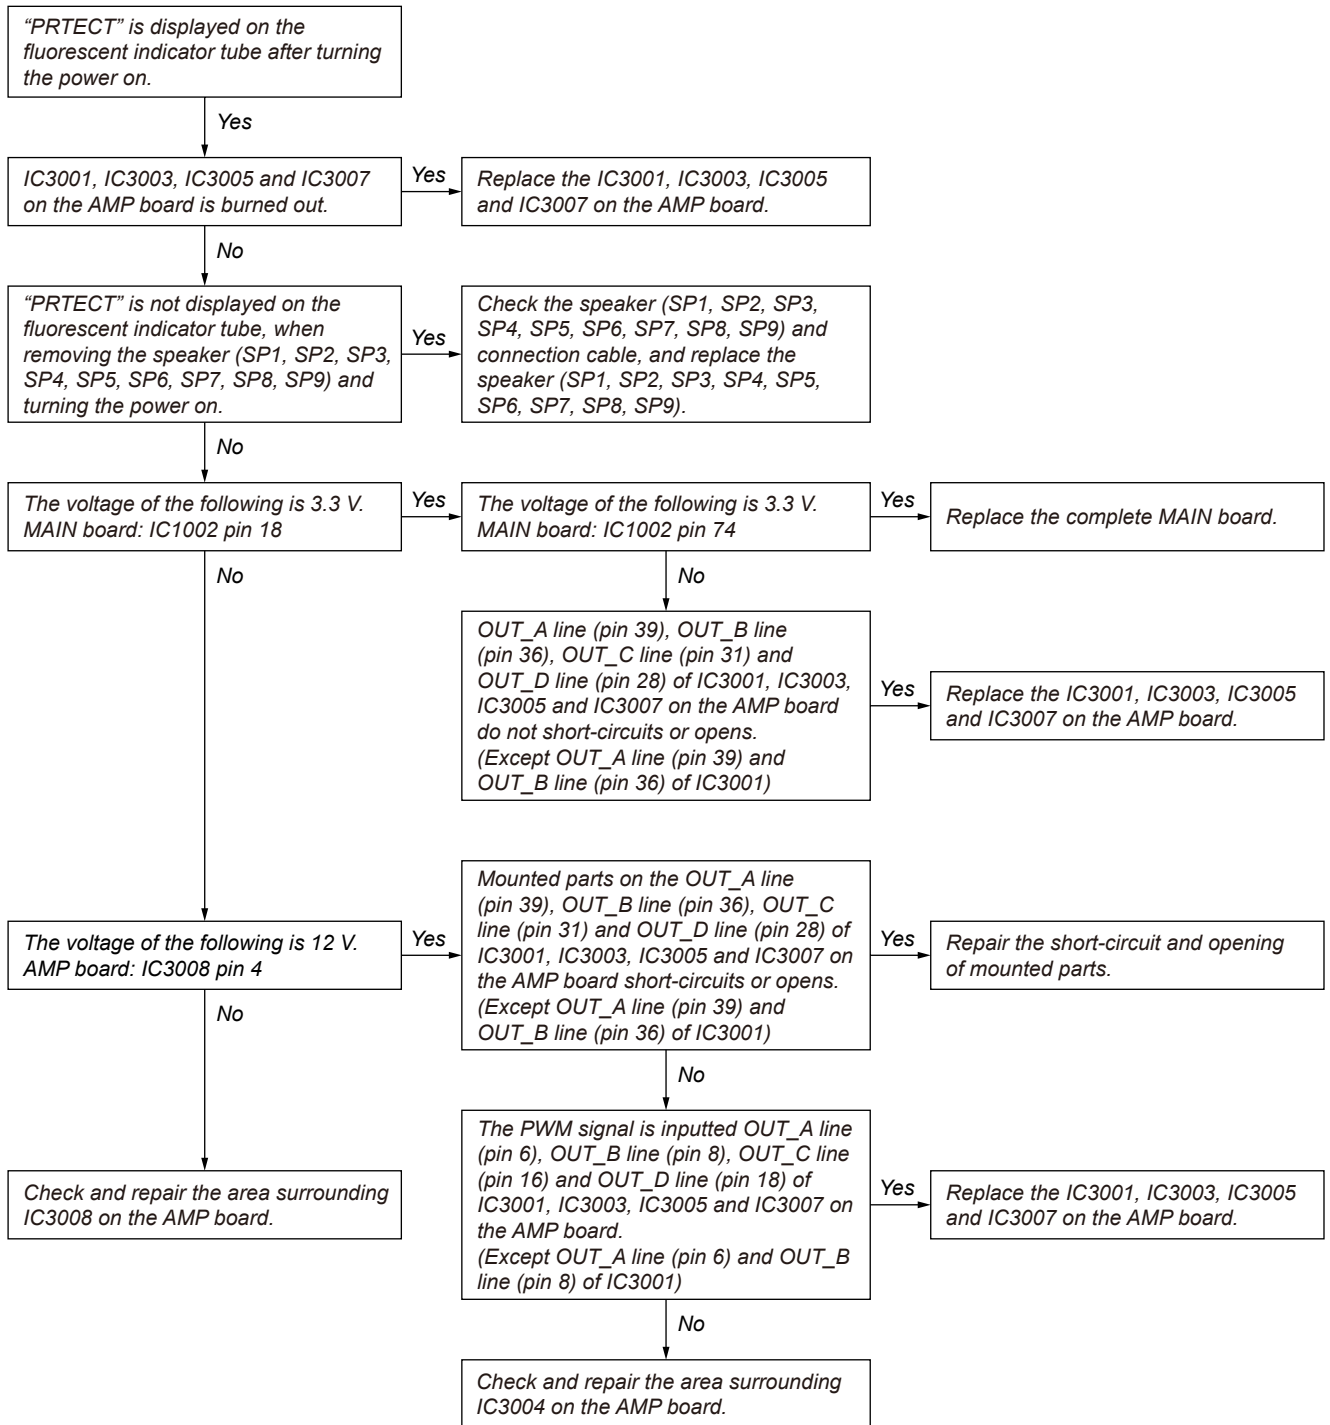 “PRTECT” is displayed on the
fluorescent indicator tube after turning
the power on.
Yes
IC3001, IC3003, IC3005 and IC3007
on the AMP board is burned out.
Yes
Replace the IC3001, IC3003, IC3005
and IC3007 on the AMP board.
No
“PRTECT” is not displayed on the
fluorescent indicator tube, when
removing the speaker (SP1, SP2, SP3,
SP4, SP5, SP6, SP7, SP8, SP9) and
turning the power on.
Yes
Check the speaker (SP1, SP2, SP3,
SP4, SP5, SP6, SP7, SP8, SP9) and
connection cable, and replace the
speaker (SP1, SP2, SP3, SP4, SP5,
SP6, SP7, SP8, SP9).
No
The voltage of the following is 3.3 V.
MAIN board: IC1002 pin 18
Yes
The voltage of the following is 3.3 V.
MAIN board: IC1002 pin 74
Yes
Replace the complete MAIN board.
No
No
OUT_A line (pin 39), OUT_B line
(pin 36), OUT_C line (pin 31) and
OUT_D line (pin 28) of IC3001, IC3003,
IC3005 and IC3007 on the AMP board
do not short-circuits or opens.
(Except OUT_A line (pin 39) and
OUT_B line (pin 36) of IC3001)
Yes
Replace the IC3001, IC3003, IC3005
and IC3007 on the AMP board.
The voltage of the following is 12 V.
AMP board: IC3008 pin 4
Yes
Mounted parts on the OUT_A line
(pin 39), OUT_B line (pin 36), OUT_C
line (pin 31) and OUT_D line (pin 28) of
IC3001, IC3003, IC3005 and IC3007 on
the AMP board short-circuits or opens.
(Except OUT_A line (pin 39) and
OUT_B line (pin 36) of IC3001)
Yes
Repair the short-circuit and opening
of mounted parts.
No
No
Check and repair the area surrounding
IC3008 on the AMP board.
The PWM signal is inputted OUT_A line
(pin 6), OUT_B line (pin 8), OUT_C line
(pin 16) and OUT_D line (pin 18) of
IC3001, IC3003, IC3005 and IC3007 on
the AMP board.
(Except OUT_A line (pin 6) and OUT_B
line (pin 8) of IC3001)
Yes
Replace the IC3001, IC3003, IC3005
and IC3007 on the AMP board.
No
Check and repair the area surrounding
IC3004 on the AMP board.